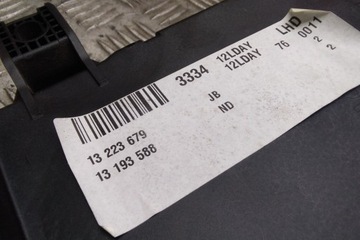 3334 12LDAY LHD
12LDAY 76 0011
2 2
JB
ND
13 223 679
13 193 588